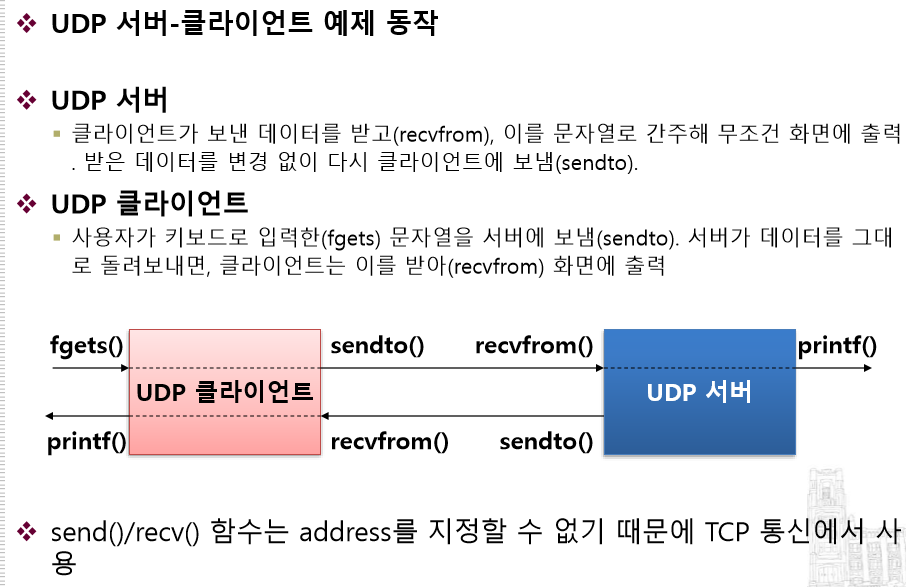 UDP 서버-클라이언트 예제 동작
UDP 서버
클라이언트가 보낸 데이터를 받고(recvfrom), 이를 문자열로 간주해 무조건 화면에 출력
. 받은 데이터를 변경 없이 다시 클라이언트에 보냄(sendto).
UDP 클라이언트
사용자가 키보드로 입력한(fgets) 문자열을 서버에 보냄(sendto). 서버가 데이터를 그대
로 돌려보내면, 클라이언트는 이를 받아(recvfrom) 화면에 출력
fgets() sendto() recvfrom() printf()
UDP 클라이언트 UDP 서버
printf() recvfrom() sendto()
send()/recv() 함수는 address를 지정할 수 없기 때문에 TCP 통신에서 사
용